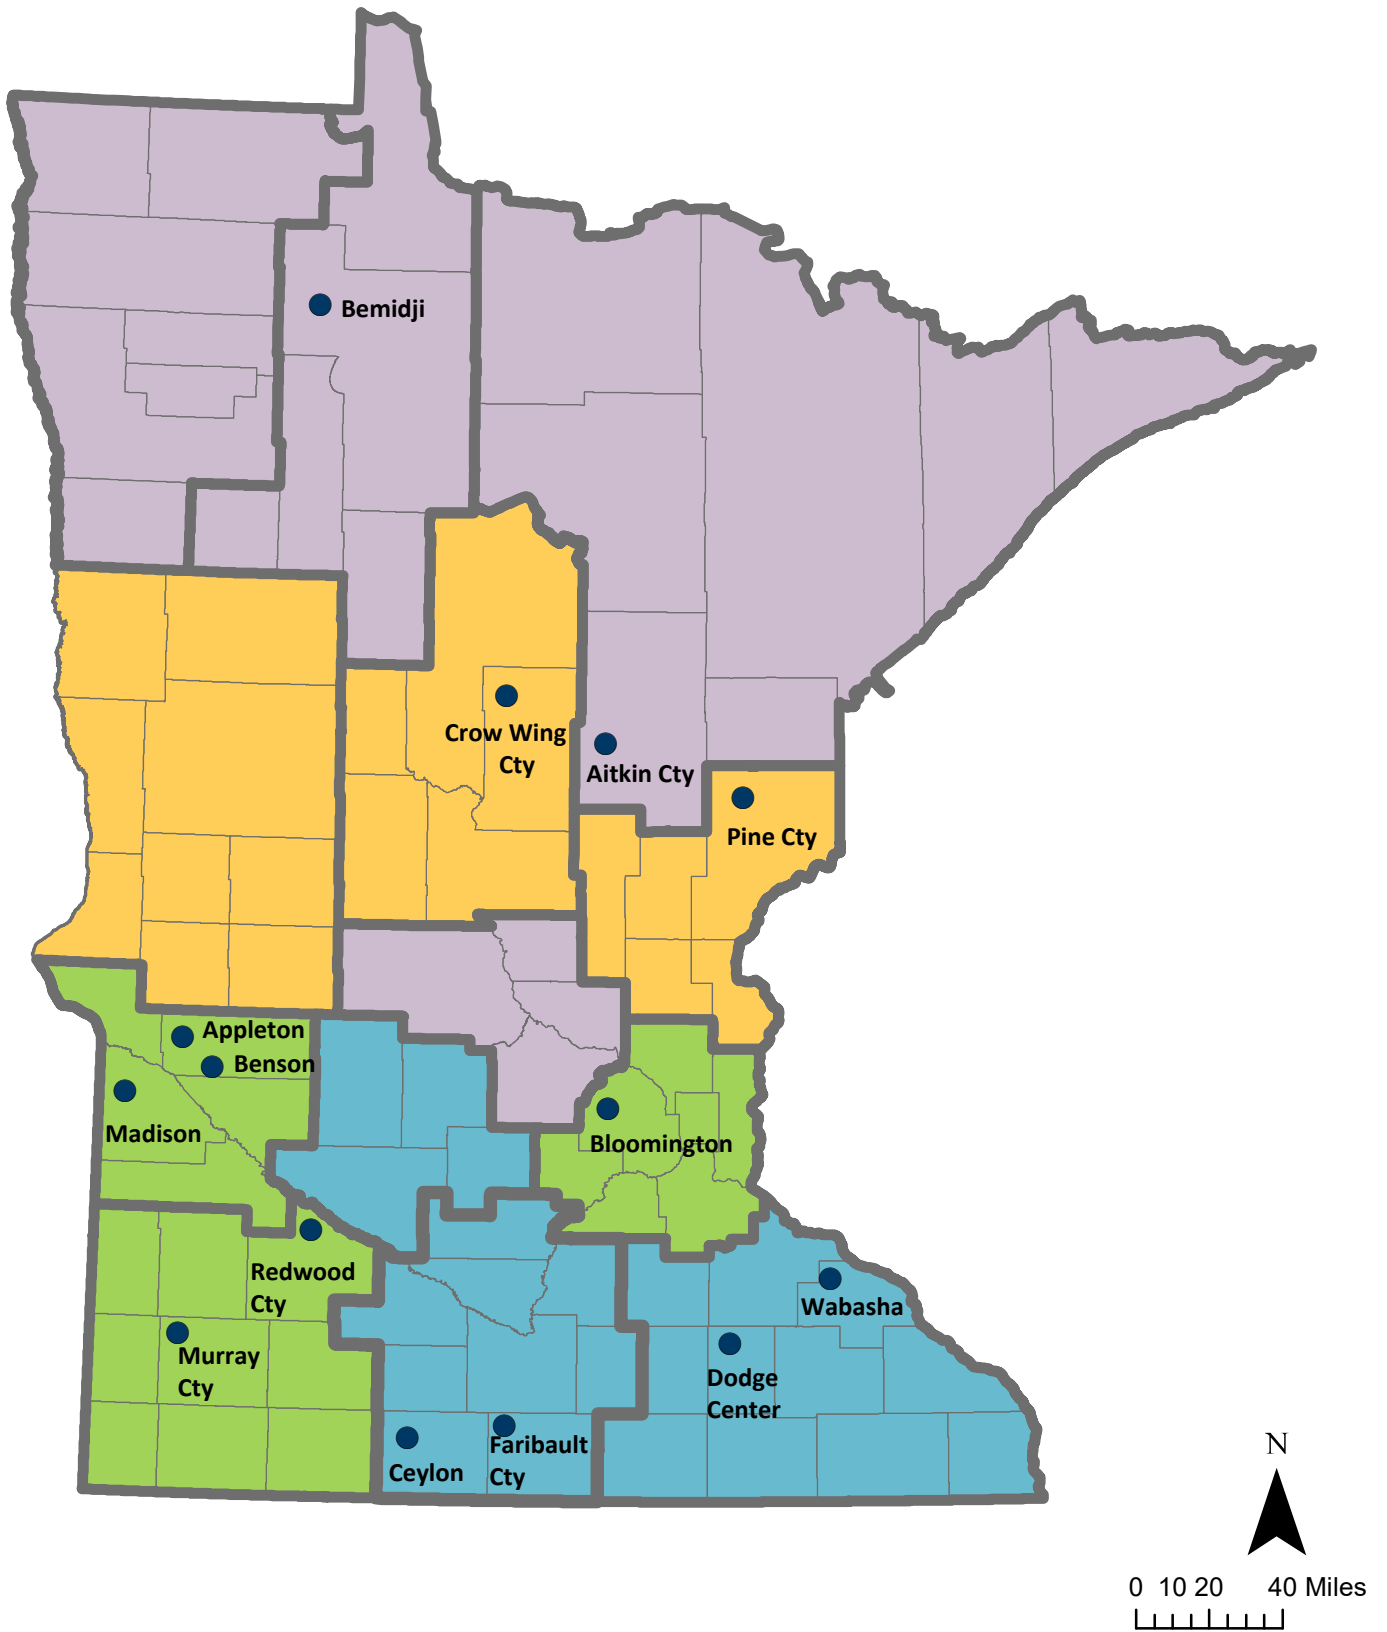 Bemidji
Crow Wing
Cty
Aitkin Cty
Pine Cty
Appleton
Benson
Madison
Bloomington
Redwood
Cty
Wabasha
Murray
Cty
Dodge
Center
Faribault
Cty
Ceylon
N
0 10 20 40 Miles